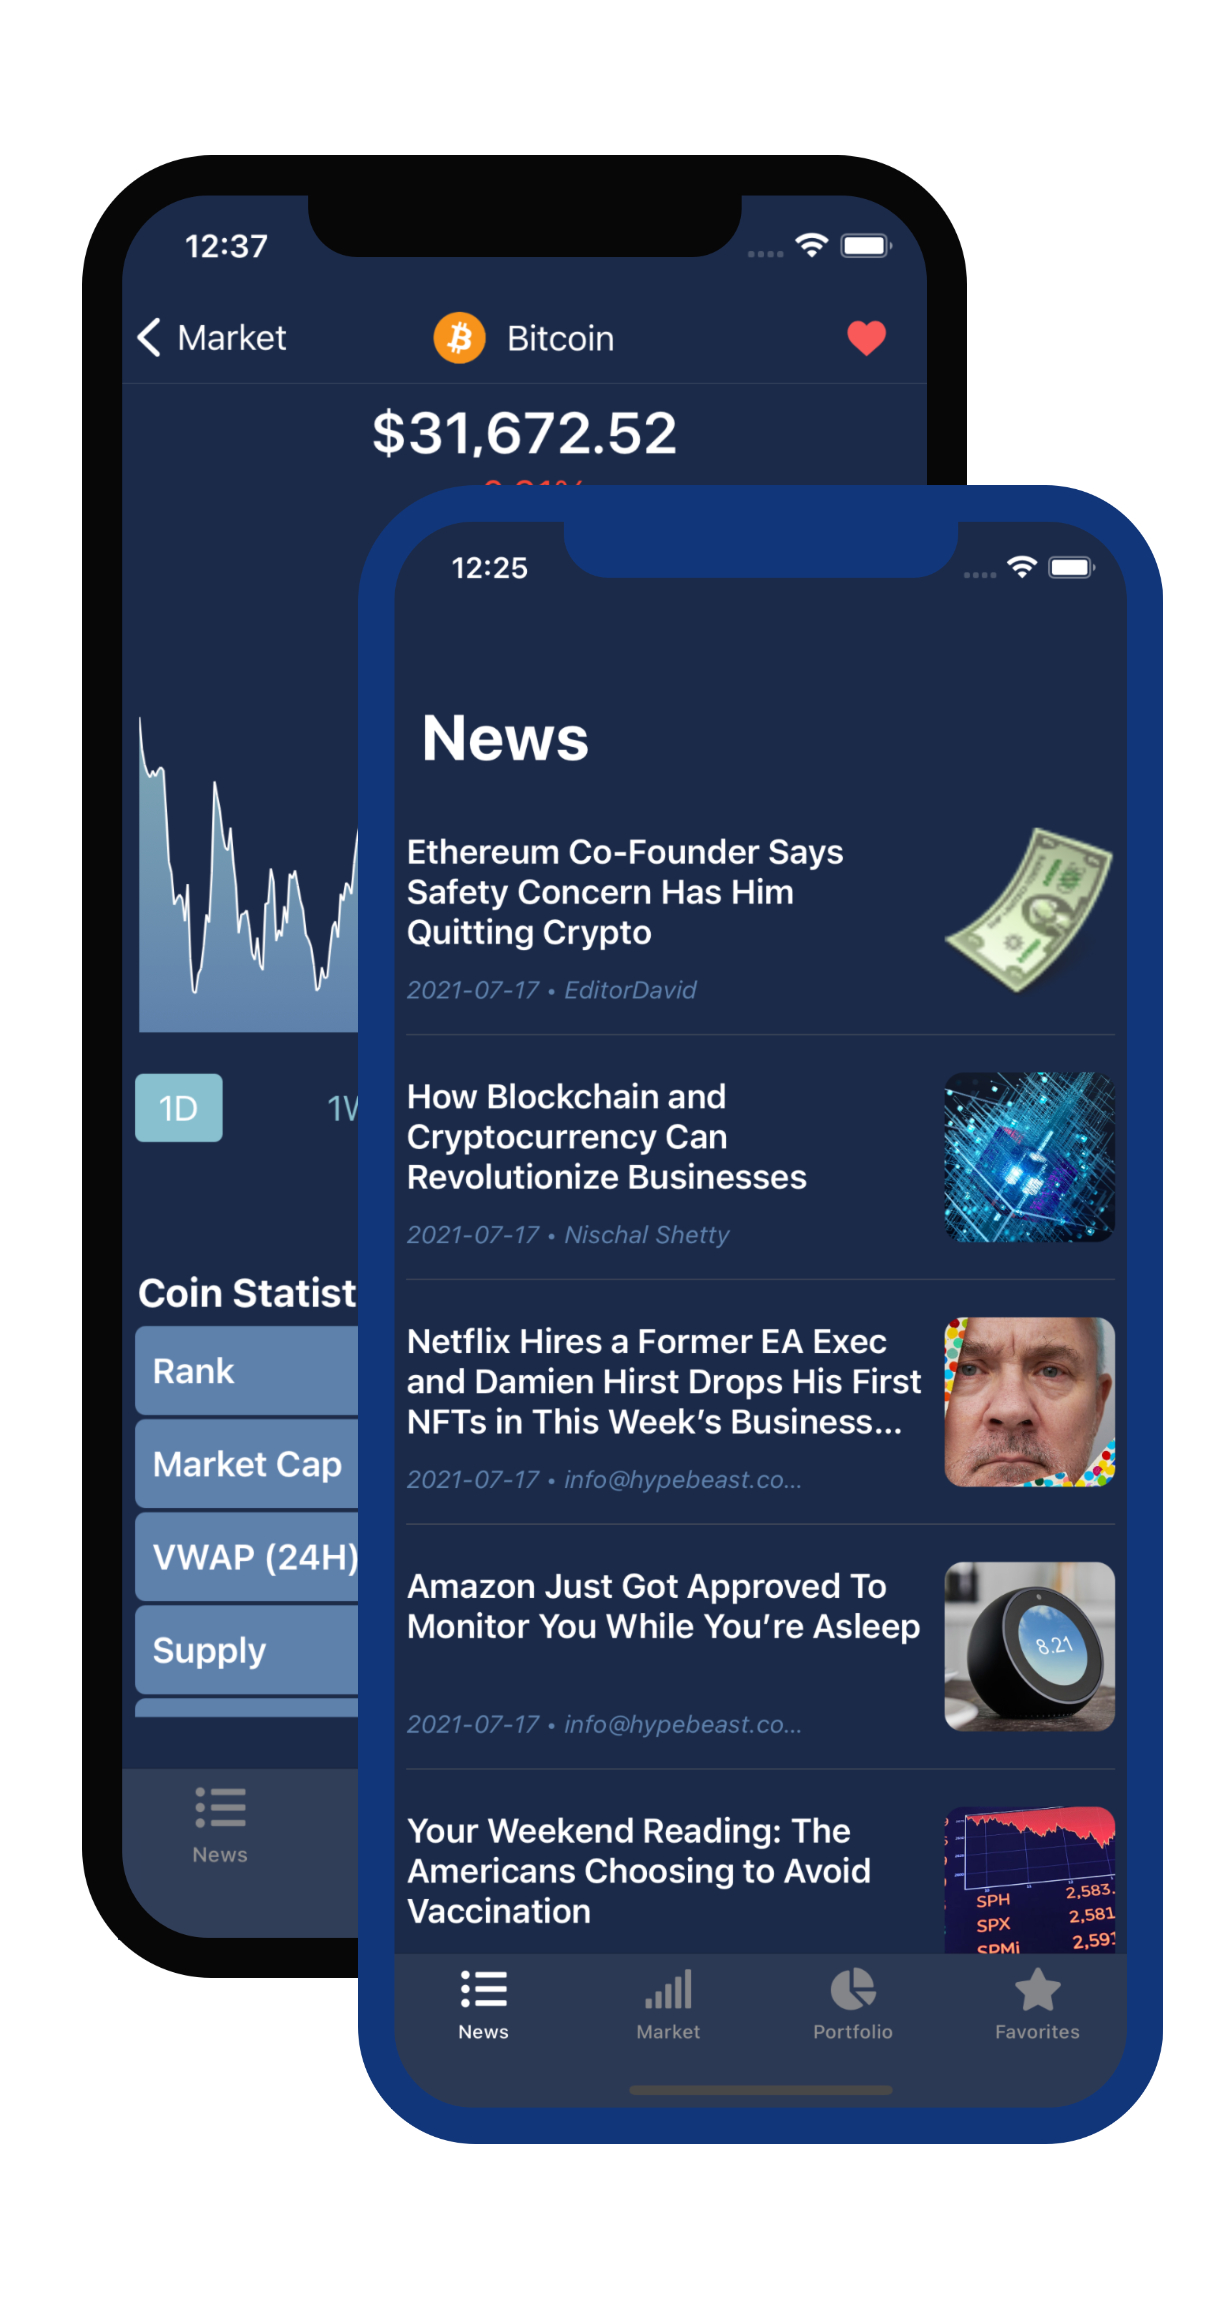 12:37
Market
Bitcoin
$31,672.52
1D
Coin Statist
Rank
Market Cap
VWAP (24H)
Supply
News
12:25
News
Ethereum Co-Founder Says
Safety Concern Has Him
Quitting Crypto
2021-07-17 • EditorDavid
How Blockchain and
Cryptocurrency Can
Revolutionize Businesses
2021-07-17 • Nischal Shetty
Netflix Hires a Former EA Exec
and Damien Hirst Drops His First
NFTs in This Week’s Business...
2021-07-17 • info@hypebeast.co...
Amazon Just Got Approved To
Monitor You While You’re Asleep
8.21
2021-07-17 • info@hypebeast.co...
Your Weekend Reading: The
Americans Choosing to Avoid
Vaccination
SPH 2,583.
SPX 2,581
SPMi 2,591
News
Market
Portfolio
Favorites